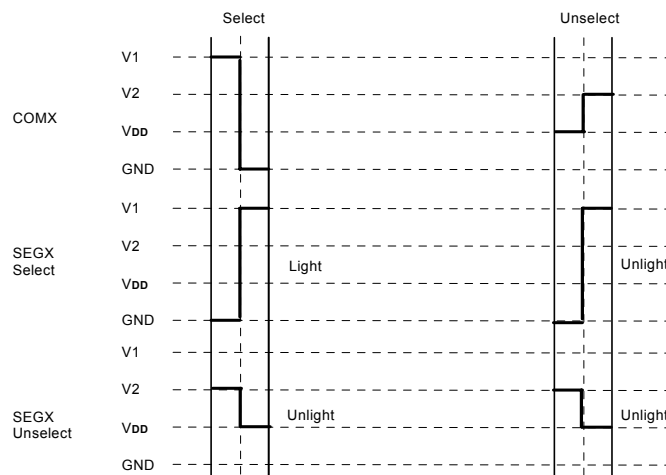 Select Unselect
V1
V2
COMX
VDD
GND
V1
V2
SEGX
Select
Light Unlight
VDD
GND
V1
V2
SEGX
Unselect
Unlight Unlight
VDD
GND